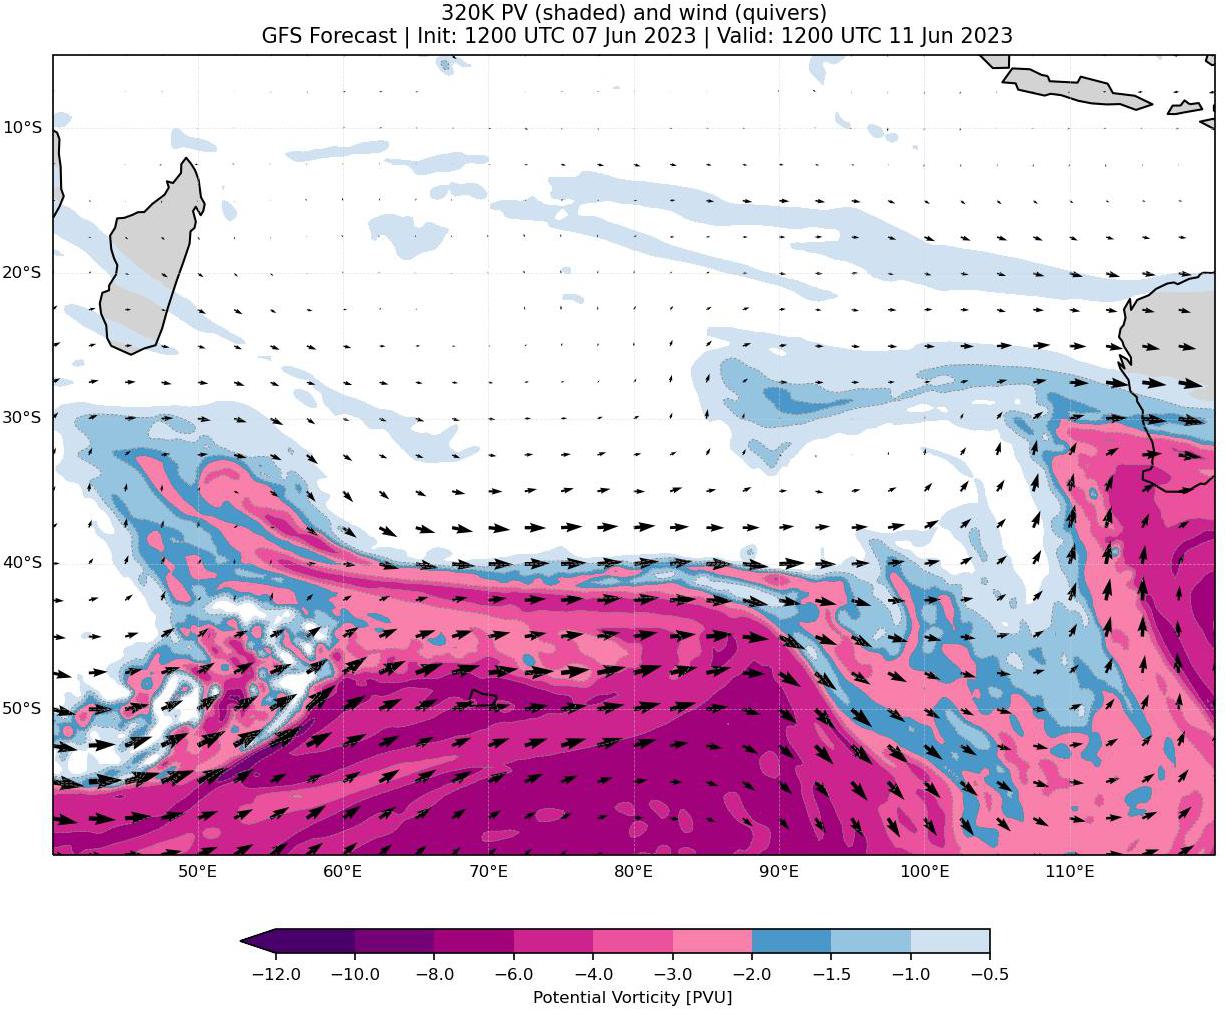 320K PV (shaded) and wind (quivers)
GFS Forecast | Init: 1200 UTC 07 Jun 2023 | Valid: 1200 UTC 11 Jun 2023
10°S
20°S
30°S
40°S
50°S
50°E 60°E 70°E 80°E 90°E 100°E 110°E
−12.0 −10.0 −8.0 −6.0 −4.0 −3.0 −2.0 −1.5 −1.0 −0.5
Potential Vorticity [PVU]